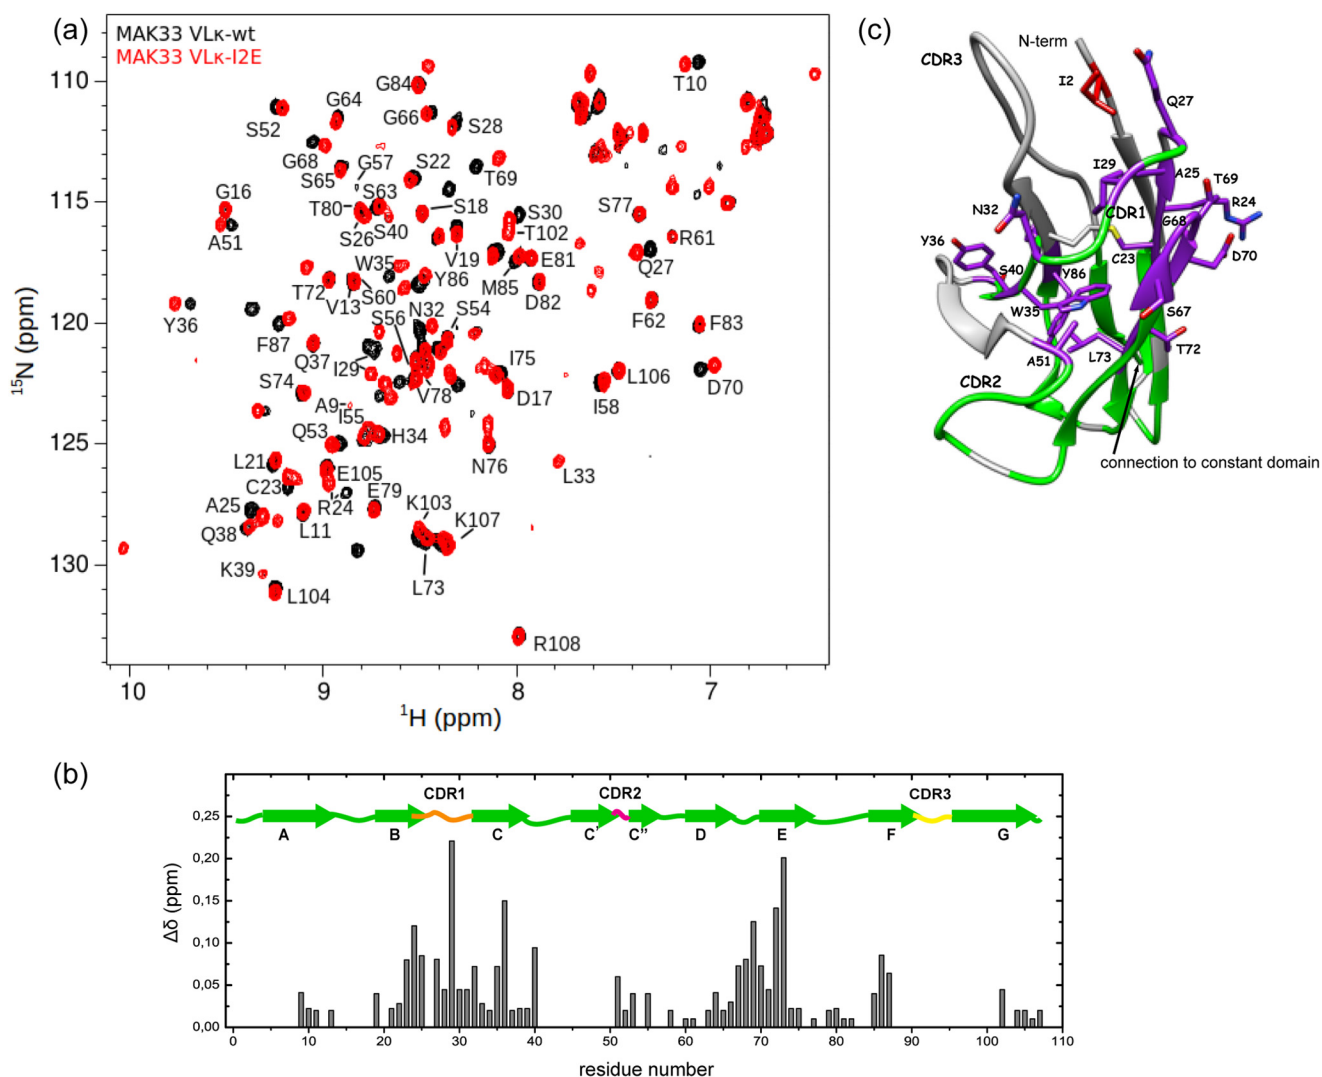 (a)
MAK33 VLκ-wt
MAK33 VLκ-I2E
G84
T10
G64
S52
G66
S28
G68
G57
S22
S65
S63
T69
G16
T80
S18
S77
S30
A51
S26
S40
T102
R61
W35
V19
Q27
Y86
E81
T72
S60
M85
D82
V13
N32
S54
F62
F83
Y36
S56
F87
Q37
I29
I75
L106
D70
S74
V78
D17
I58
A9
I55
Q53
H34
L21
N76
L33
C23
E105
A25
R24
E79
K103
K107
Q38
L11
K39
L73
L104
R108
110
115
120
125
130
15N (ppm)
10
9
8
7
1H (ppm)
(c)
CDR3
N-term
I2
Q27
I29
A25
T69
N32
CDR1
G68
R24
Y36
C23
D70
S40
Y86
W35
S67
A51
L73
T72
CDR2
connection to constant domain
(b)
CDR1
CDR2
CDR3
A
B
C
C'
C''
D
E
F
G
0,25
0,20
0,15
0,10
0,05
0,00
Δδ (ppm)
0
10
20
30
40
50
60
70
80
90
100
110
residue number